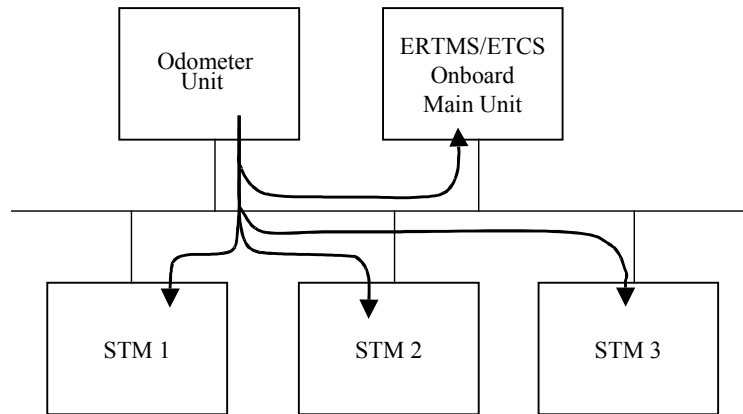 Odometer
Unit
ERTMS/ETCS
Onboard
Main Unit
STM 1
STM 2
STM 3